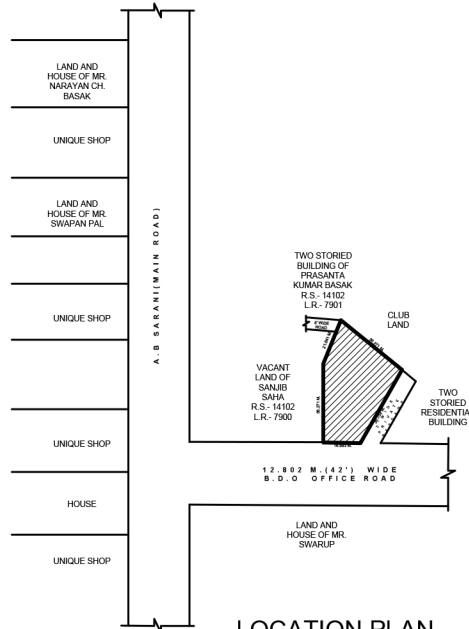 LAND AND
HOUSE OF MR.
NARAYAN CH.
BASAK
UNIQUE SHOP
LAND AND
HOUSE OF MR.
SWAPAN PAL
UNIQUE SHOP
UNIQUE SHOP
HOUSE
UNIQUE SHOP
A.B SARANI(MAIN ROAD)
TWO STORIED
BUILDING OF
PRASANTA
KUMAR BASAK
R.S.- 14102
L.R.- 7901
WIDE
ROAD
CLUB
LAND
VACANT
LAND OF
SANJIB
SAHA
R.S.- 14102
L.R.- 7900
TWO
STORIED
RESIDENTIA
BUILDING
12.802 M.(42') WIDE
B.D.O OFFICE ROAD
LAND AND
HOUSE OF MR.
SWARUP
LOCATION PLAN